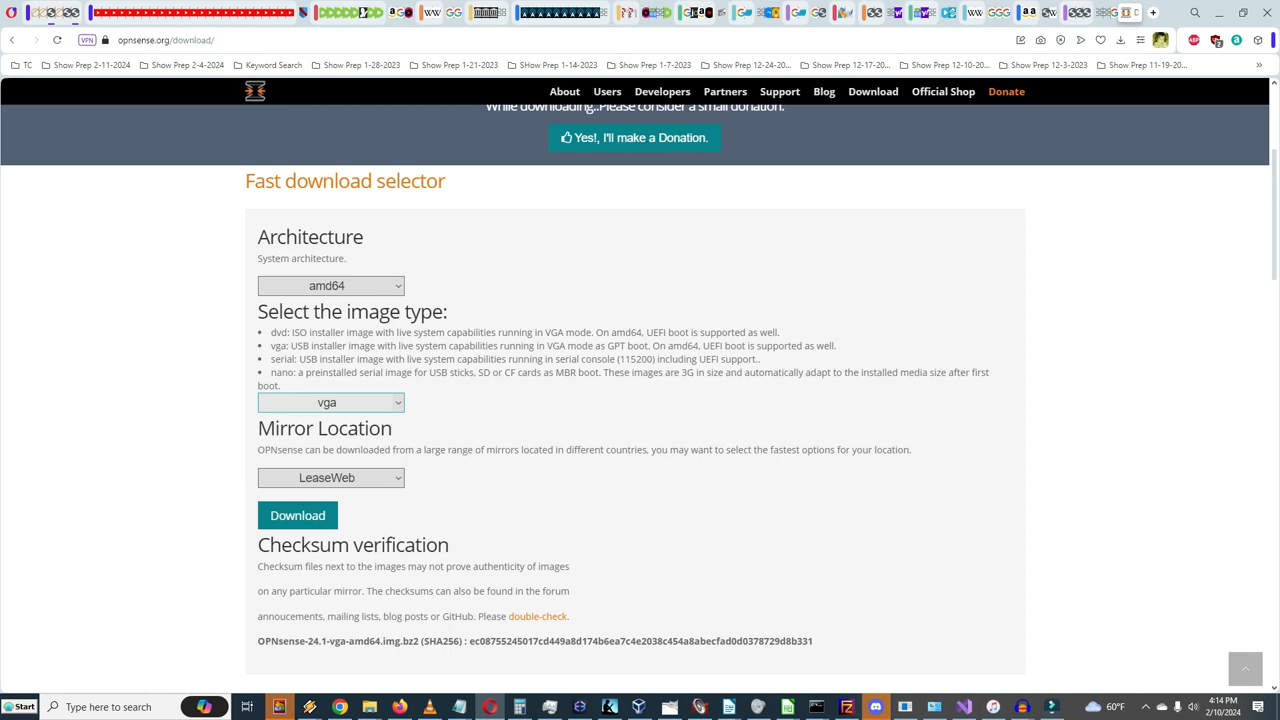 VPN
opnsense.org/download/
TC
Show Prep 2-11-2024
Show Prep 2-4-2024
Keyword Search
Show Prep 1-28-2023
Show Prep 1-21-2023
SHow Prep 1-14-2023
Show Prep 1-7-2023
Show Prep 12-24-20...
Show Prep 12-17-20...
Show Prep 12-10-20...
Show Prep 12-3-2023
Show Prep 11-19-20...
About
Users
Developers
Partners
Support
Blog
Download
Official Shop
Donate
While downloading..Please consider a small donation.
Yes!, I'll make a Donation.
Fast download selector
Architecture
System architecture.
amd64
Select the image type:
dvd: ISO installer image with live system capabilities running in VGA mode. On amd64, UEFI boot is supported as well.
vga: USB installer image with live system capabilities running in VGA mode as GPT boot. On amd64, UEFI boot is supported as well.
serial: USB installer image with live system capabilities running in serial console (115200) including UEFI support..
nano: a preinstalled serial image for USB sticks, SD or CF cards as MBR boot. These images are 3G in size and automatically adapt to the installed media size after first
boot.
vga
Mirror Location
OPNsense can be downloaded from a large range of mirrors located in different countries, you may want to select the fastest options for your location.
LeaseWeb
Download
Checksum verification
Checksum files next to the images may not prove authenticity of images
on any particular mirror. The checksums can also be found in the forum
annoucements, mailing lists, blog posts or GitHub. Please double-check.
OPNsense-24.1-vga-amd64.img.bz2 (SHA256) : ec08755245017cd449a8d174b6ea7c4e2038c454a8abecfad0d0378729d8b331
Start
Type here to search
60°F
4:14 PM
2/10/2024